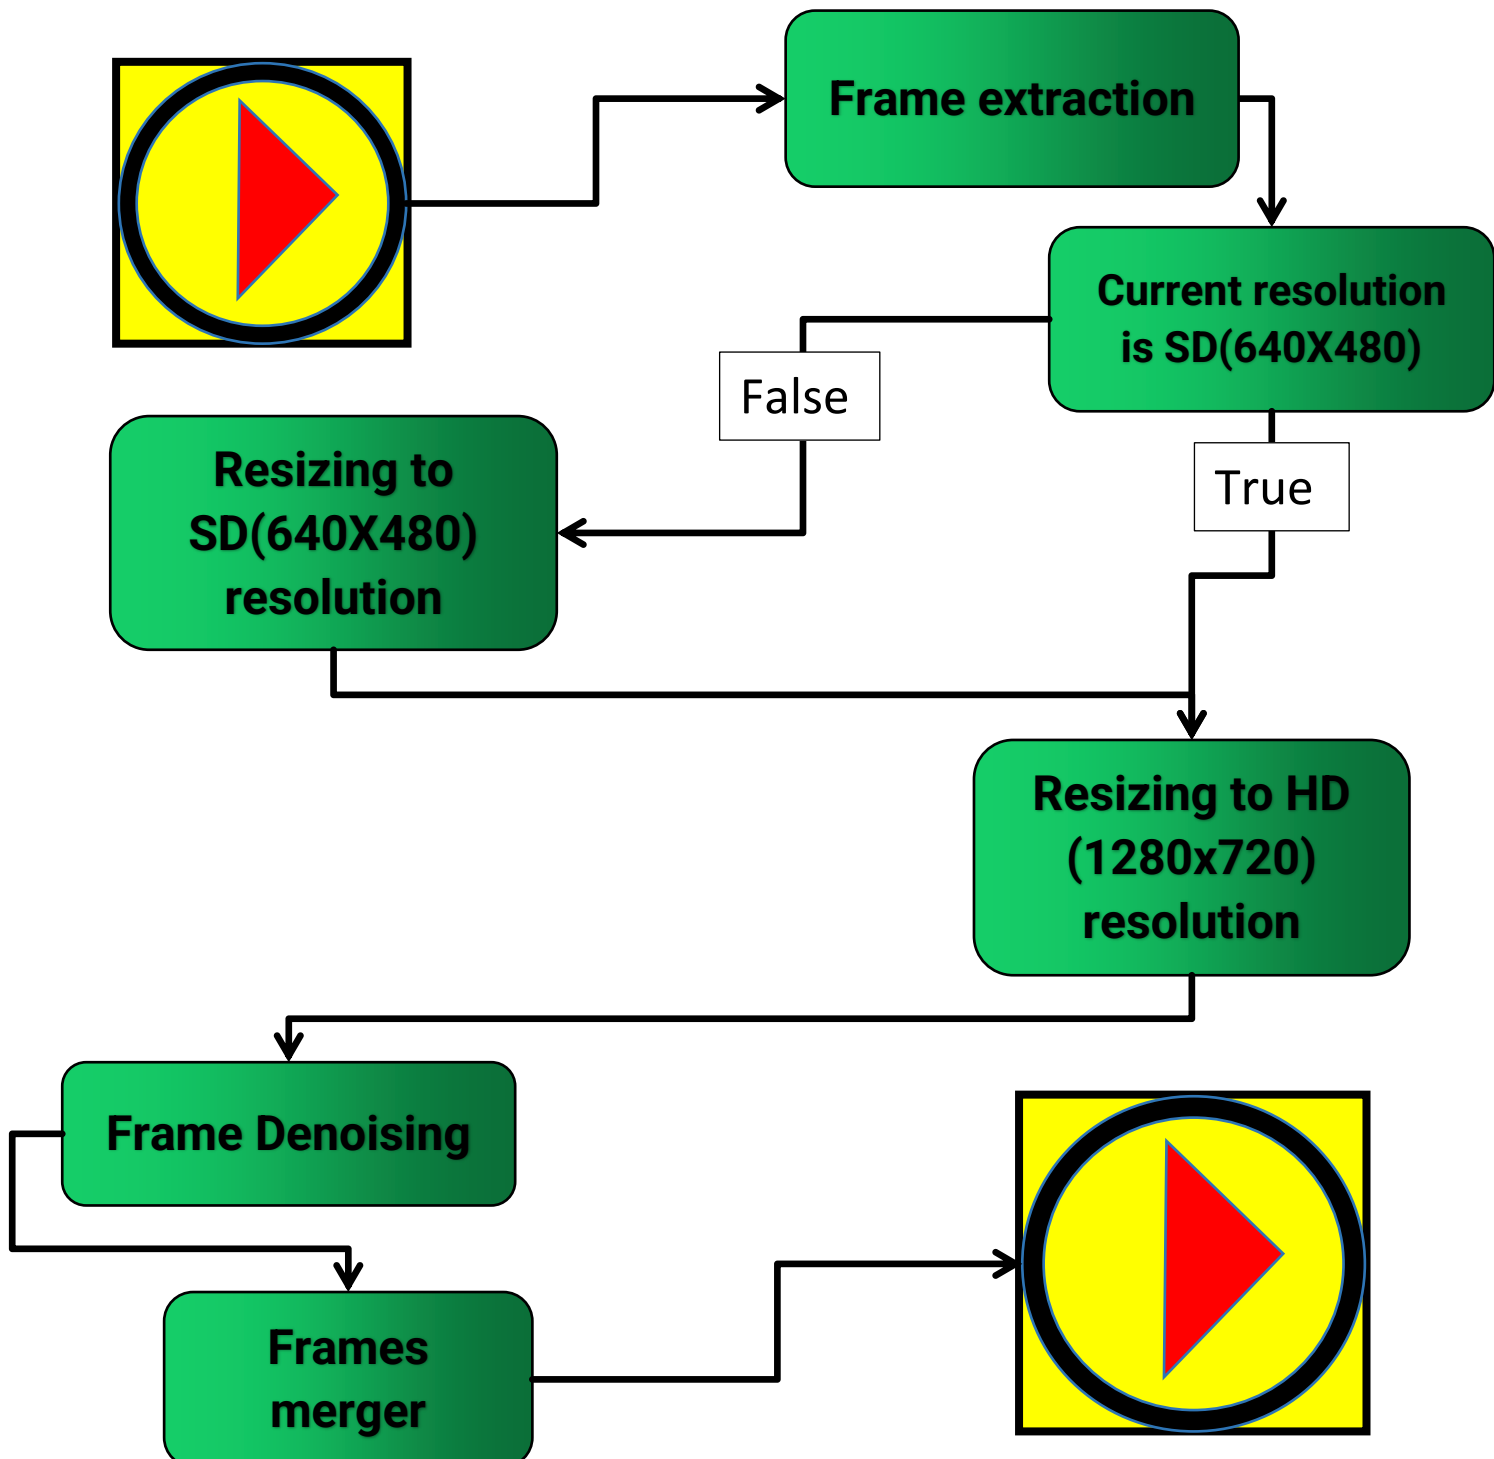 Frame extraction
Current resolution
is SD(640X480)
False
True
Resizing to
SD(640X480)
resolution
Resizing to HD
(1280x720)
resolution
Frame Denoising
Frames
merger